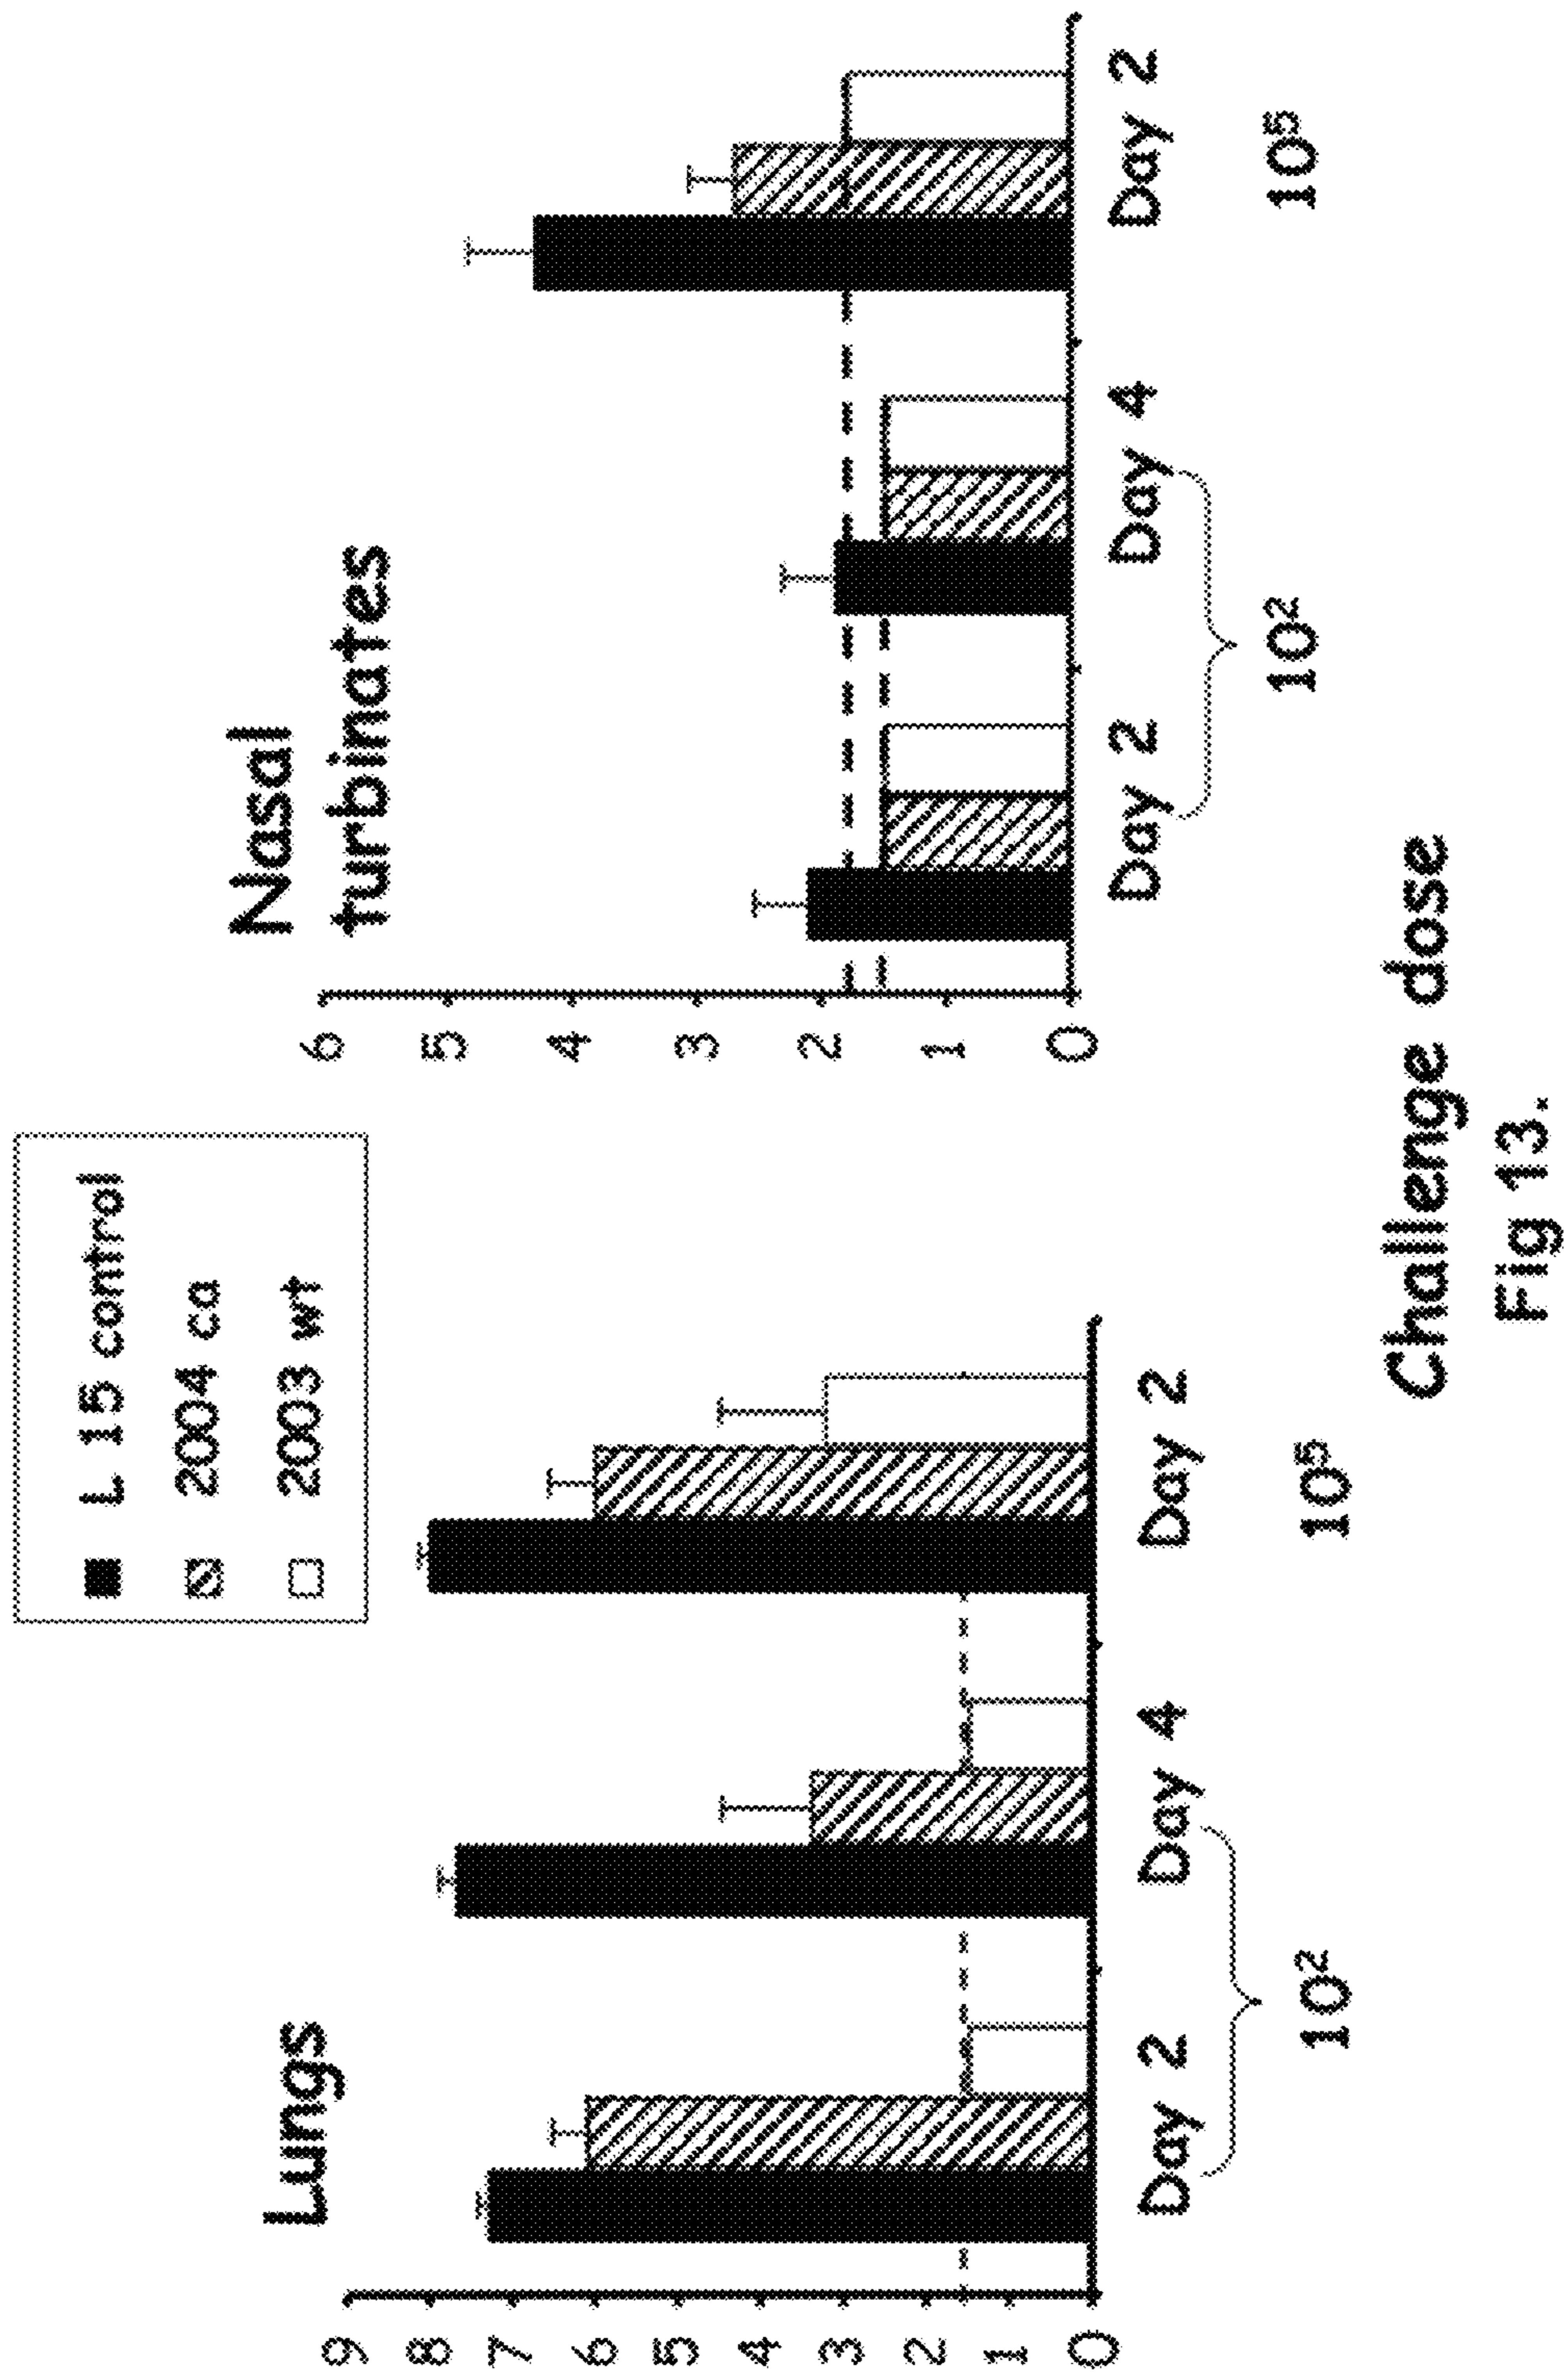 L 15 control
2004 ca
2003 wt
Lungs
9
8
7
6
5
4
3
2
1
0
Day 2
Day 4
Day 2
10²
10⁵
Nasal
turbinates
6
5
4
3
2
1
0
Day 2
Day 4
Day 2
10²
10⁵
Challenge dose
Fig 13.